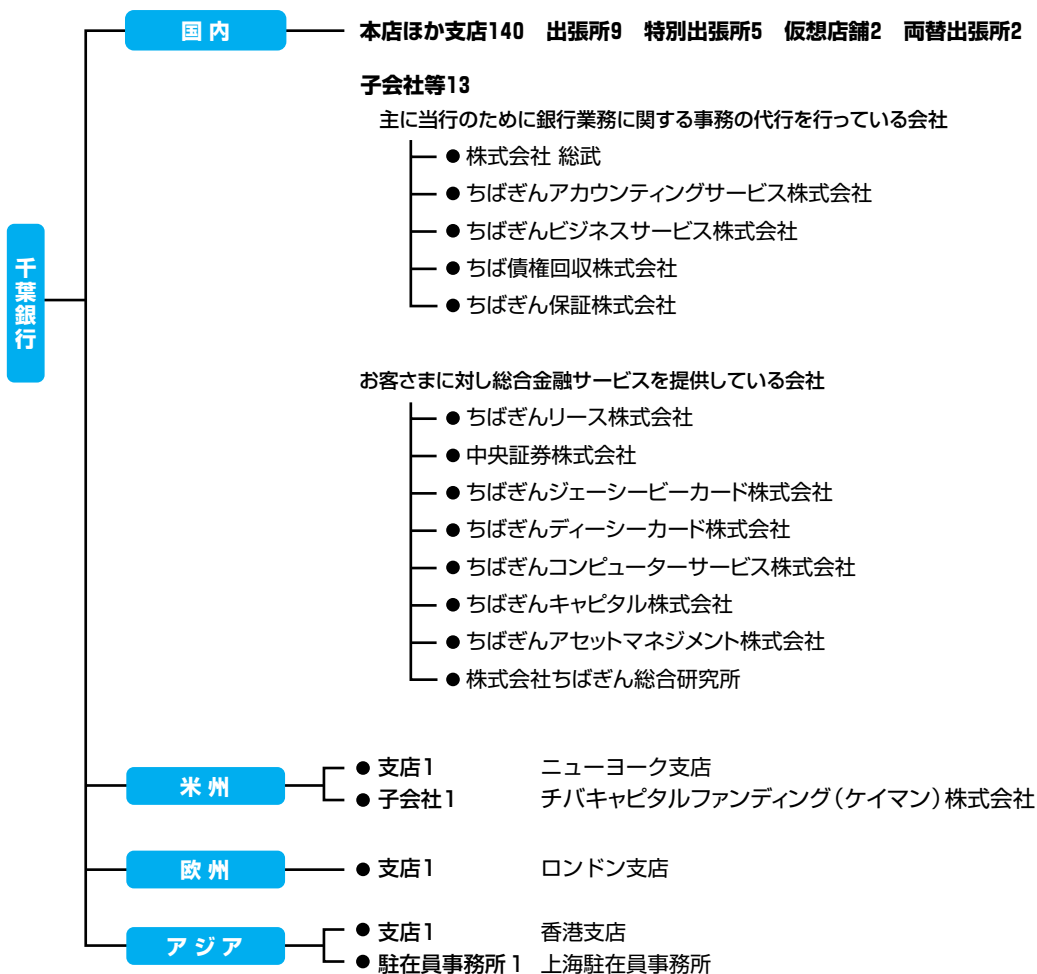 千葉銀行
国内
本店ほか支店140 出張所9 特別出張所5 仮想店舗2 両替出張所2
子会社等13
主に当行のために銀行業務に関する事務の代行を行っている会社
● 株式会社 総武
● ちばぎんアカウンティングサービス株式会社
● ちばぎんビジネスサービス株式会社
● ちば債権回収株式会社
● ちばぎん保証株式会社
お客さまに対し総合金融サービスを提供している会社
● ちばぎんリース株式会社
● 中央証券株式会社
● ちばぎんジェーシービーカード株式会社
● ちばぎんディーシーカード株式会社
● ちばぎんコンピューターサービス株式会社
● ちばぎんキャピタル株式会社
● ちばぎんアセットマネジメント株式会社
● 株式会社ちばぎん総合研究所
米州
● 支店1 ニューヨーク支店
● 子会社1 チバキャピタルファンディング(ケイマン)株式会社
欧州
● 支店1 ロンドン支店
アジア
● 支店1 香港支店
● 駐在員事務所1 上海駐在員事務所